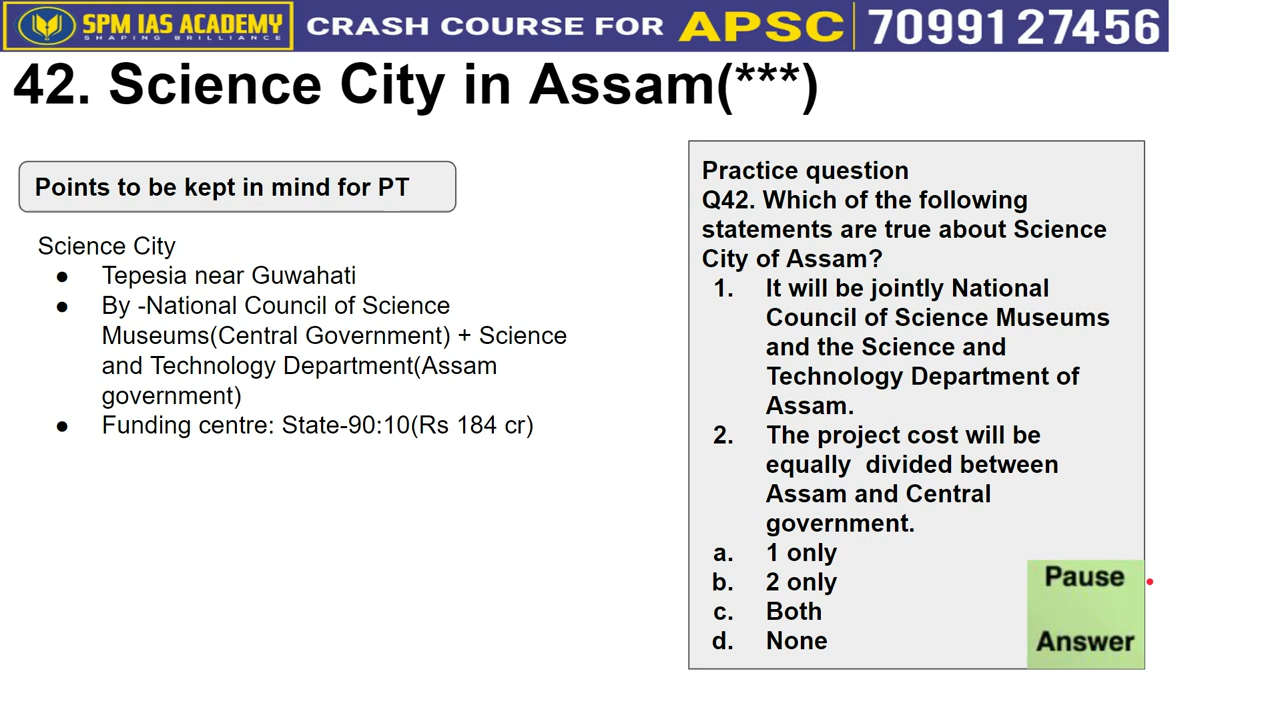 SPM IAS ACADEMY
SHAPING BRILLIANCE
CRASH COURSE FOR APSC 70991 27456
42. Science City in Assam(***)
Points to be kept in mind for PT
Science City
● Tepesia near Guwahati
● By -National Council of Science
Museums(Central Government) + Science
and Technology Department(Assam
government)
● Funding centre: State-90:10(Rs 184 cr)
Practice question
Q42. Which of the following
statements are true about Science
City of Assam?
1. It will be jointly National
Council of Science Museums
and the Science and
Technology Department of
Assam.
2. The project cost will be
equally divided between
Assam and Central
government.
a. 1 only
b. 2 only
c. Both
d. None
Pause
Answer